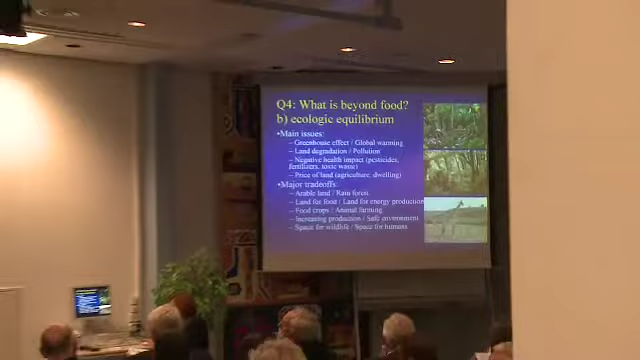 Q4: What is beyond food?
b) ecologic equilibrium
•Main issues:
– Greenhouse effect / Global warming
– Land degradation / Pollution
– Negative health impact (pesticides,
fertilizers, toxic waste)
– Price of land (agriculture, dwelling)
•Major tradeoffs:
– Arable land / Rain forest
– Land for food / Land for energy production
– Food crops / Animal farming
– Increasing production / Safe environment
– Space for wildlife / Space for humans